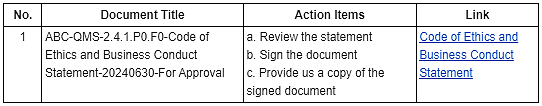 No. Document Title Action Items Link
1 ABC-QMS-2.4.1.P0.F0-Code of a. Review the statement Code of Ethics and
Ethics and Business Conduct b. Sign the document Business Conduct
Statement-20240630-For Approval c. Provide us a copy of the Statement
signed document